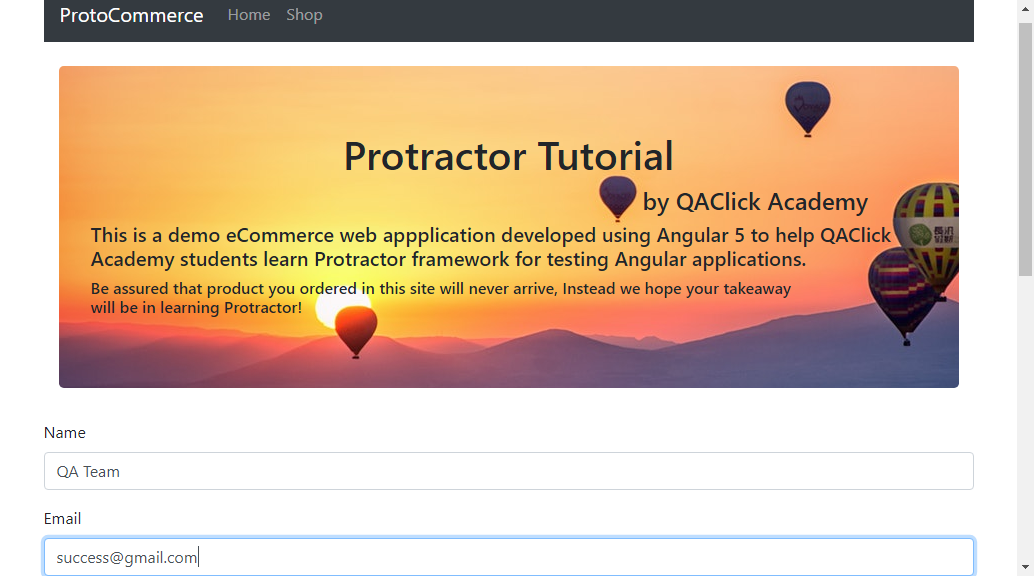 ProtoCommerce Home Shop
Protractor Tutorial
by QAClick Academy
This is a demo eCommerce web appplication developed using Angular 5 to help QAClick
Academy students learn Protractor framework for testing Angular applications.
Be assured that product you ordered in this site will never arrive, Instead we hope your takeaway
will be in learning Protractor!
Name
QA Team
Email
success@gmail.com